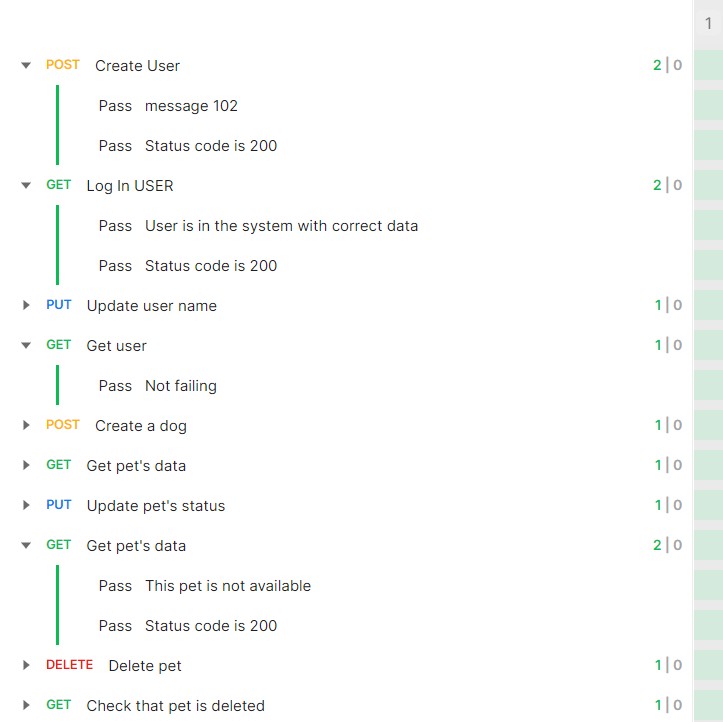 1
POST Create User 2 | 0
Pass message 102
Pass Status code is 200
GET Log In USER 2 | 0
Pass User is in the system with correct data
Pass Status code is 200
PUT Update user name 1 | 0
GET Get user 1 | 0
Pass Not failing
POST Create a dog 1 | 0
GET Get pet's data 1 | 0
PUT Update pet's status 1 | 0
GET Get pet's data 2 | 0
Pass This pet is not available
Pass Status code is 200
DELETE Delete pet 1 | 0
GET Check that pet is deleted 1 | 0